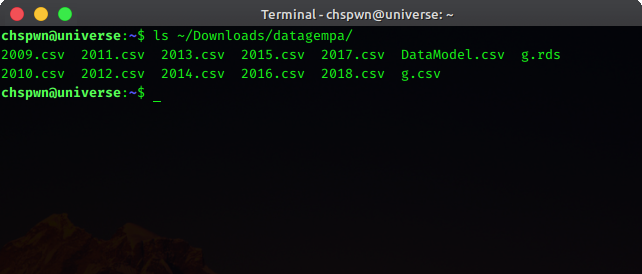 Terminal - chspwn@universe: ~
chspwn@universe:~$ ls ~/Downloads/datagempa/
2009.csv 2011.csv 2013.csv 2015.csv 2017.csv DataModel.csv g.rds
2010.csv 2012.csv 2014.csv 2016.csv 2018.csv g.csv
chspwn@universe:~$ _